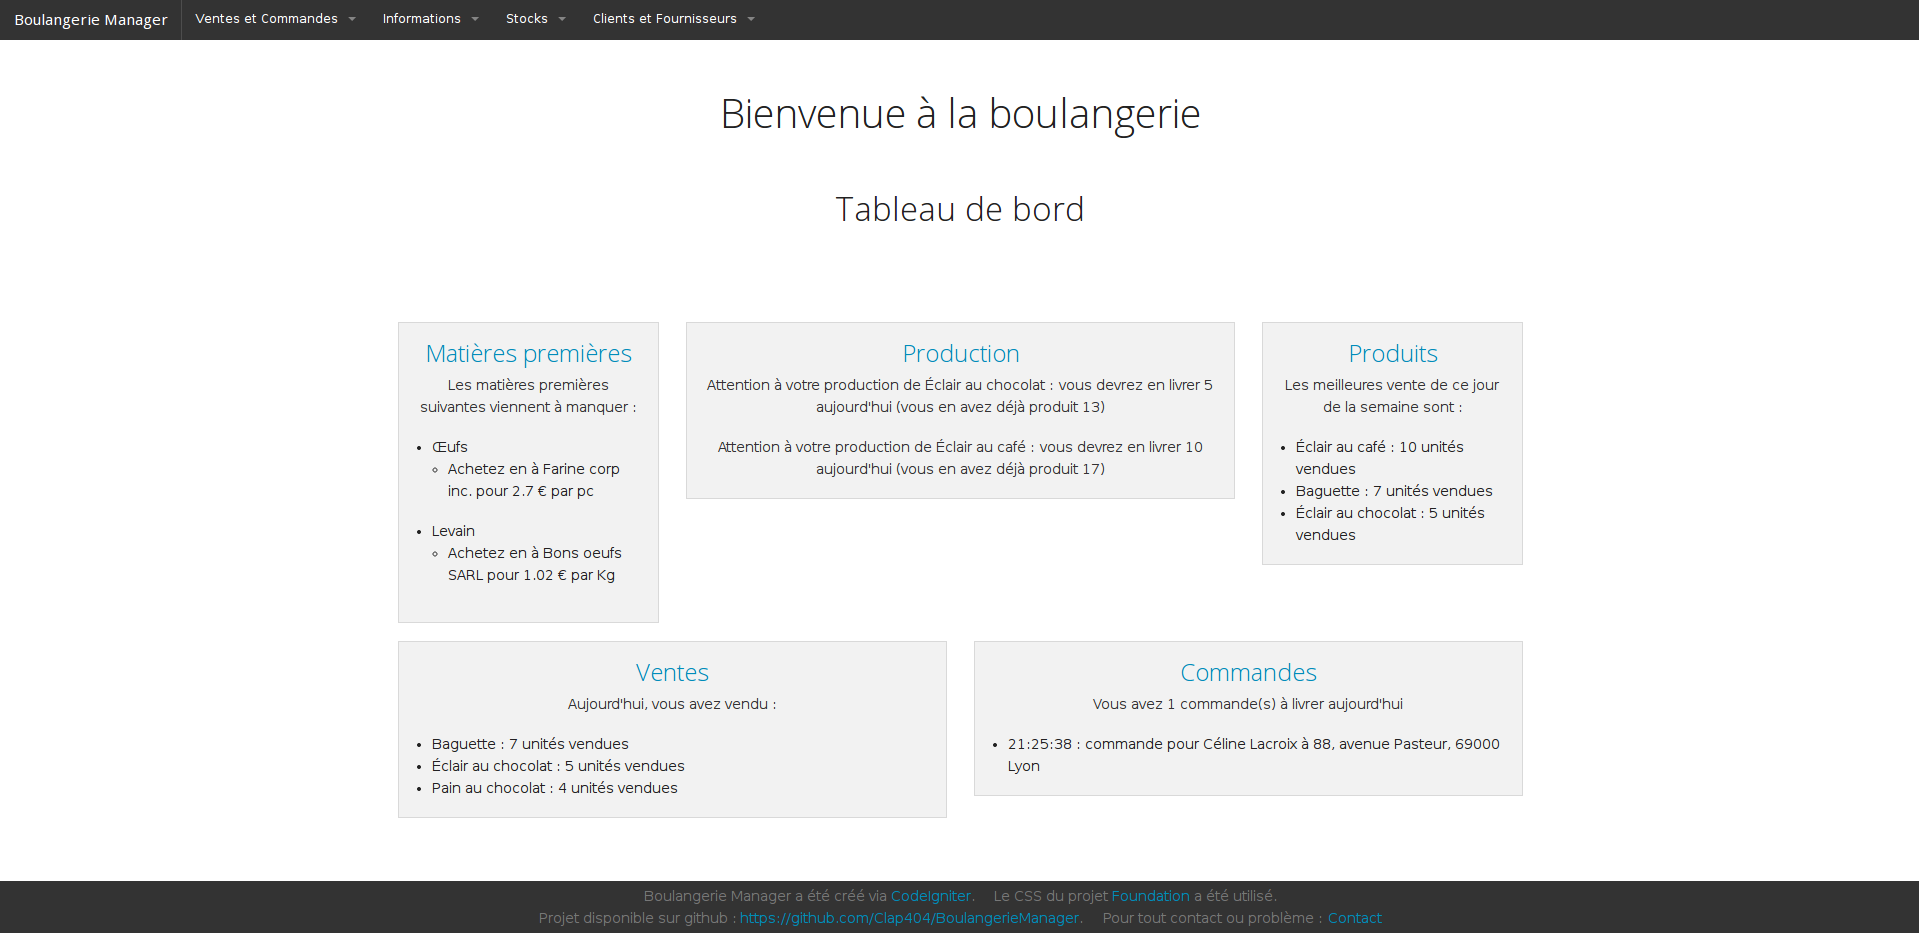 Boulangerie Manager
Ventes et Commandes
Informations
Stocks
Clients et Fournisseurs
Bienvenue à la boulangerie
Tableau de bord
Matières premières
Les matières premières
suivantes viennent à manquer :
Œufs
Achetez en à Farine corp
inc. pour 2.7 € par pc
Levain
Achetez en à Bons oeufs
SARL pour 1.02 € par Kg
Production
Attention à votre production de Éclair au chocolat : vous devrez en livrer 5
aujourd'hui (vous en avez déjà produit 13)
Attention à votre production de Éclair au café : vous devrez en livrer 10
aujourd'hui (vous en avez déjà produit 17)
Produits
Les meilleures vente de ce jour
de la semaine sont :
Éclair au café : 10 unités
vendues
Baguette : 7 unités vendues
Éclair au chocolat : 5 unités
vendues
Ventes
Aujourd'hui, vous avez vendu :
Baguette : 7 unités vendues
Éclair au chocolat : 5 unités vendues
Pain au chocolat : 4 unités vendues
Commandes
Vous avez 1 commande(s) à livrer aujourd'hui
21:25:38 : commande pour Céline Lacroix à 88, avenue Pasteur, 69000
Lyon
Boulangerie Manager a été créé via CodeIgniter. Le CSS du projet Foundation a été utilisé.
Projet disponible sur github : https://github.com/Clap404/BoulangerieManager. Pour tout contact ou problème : Contact